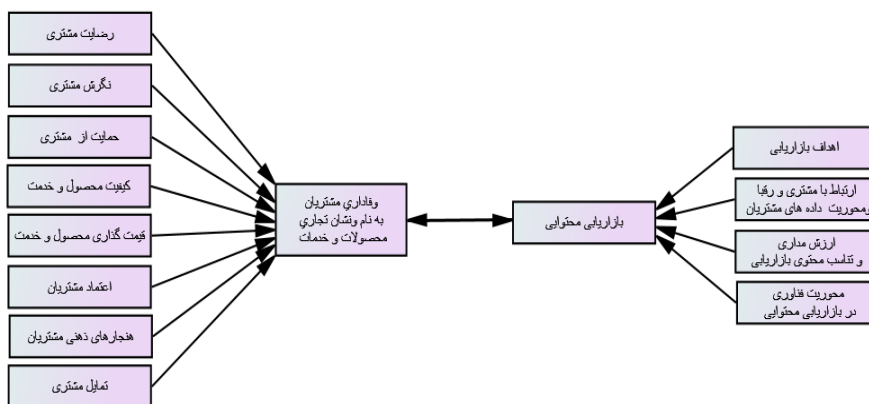 رضایت مشتری
نگرش مشتری
حمایت از مشتری
کیفیت محصول و خدمت
قیمت گذاری محصول و خدمت
اعتماد مشتریان
هنجارهای ذهنی مشتریان
تمایل مشتری
وفاداري مشتریان
به نام ونشان تجاري
محصولات و خدمات
بازاریابی محتوایی
اهداف بازاریابی
ارتباط با مشتری و رقبا
ومحوریت داده های مشتریان
ارزش مداری
و تناسب محتوی بازاریابی
محوریت فناوری
در بازاریابی محتوایی